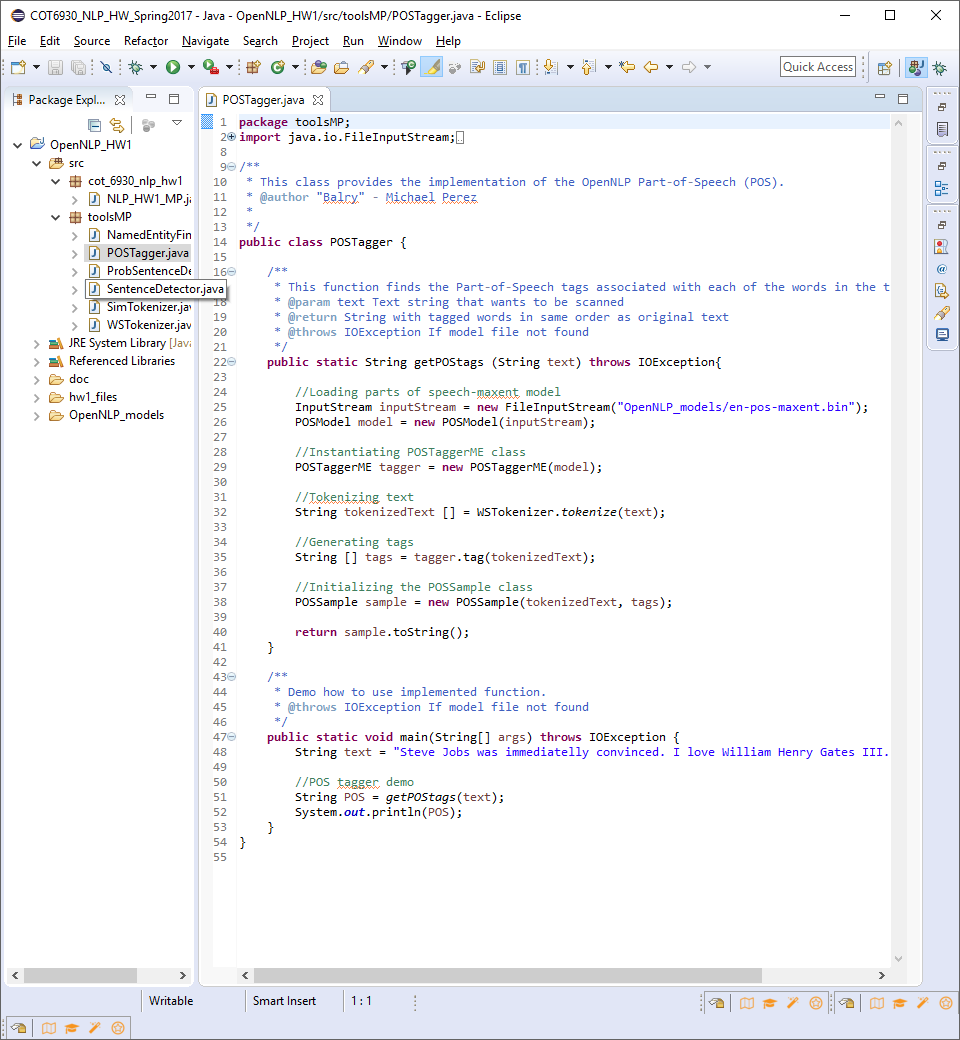 COT6930_NLP_HW_Spring2017 - Java - OpenNLP_HW1/src/toolsMP/POSTagger.java - Eclipse
File Edit Source Refactor Navigate Search Project Run Window Help
Quick Access
Package Expl...
POSTagger.java
OpenNLP_HW1
src
cot_6930_nlp_hw1
NLP_HW1_MP.ja
toolsMP
NamedEntityFin
POSTagger.java
ProbSentenceDe
SentenceDetector.java
SimTokenizer.jav
WSTokenizer.jav
JRE System Library [Java
Referenced Libraries
doc
hw1_files
OpenNLP_models
1 package toolsMP;
2 import java.io.FileInputStream;
8
9 /**
10 * This class provides the implementation of the OpenNLP Part-of-Speech (POS).
11 * @author "Balry" - Michael Perez
12 *
13 */
14 public class POSTagger {
15
16 /**
* This function finds the Part-of-Speech tags associated with each of the words in the t
18 * @param text Text string that wants to be scanned
19 * @return String with tagged words in same order as original text
20 * @throws IOException If model file not found
21 */
22 public static String getPOStags (String text) throws IOException{
23
24 //Loading parts of speech-maxent model
25 InputStream inputStream = new FileInputStream("OpenNLP_models/en-pos-maxent.bin");
26 POSModel model = new POSModel(inputStream);
27
28 //Instantiating POSTaggerME class
29 POSTaggerME tagger = new POSTaggerME(model);
30
31 //Tokenizing text
32 String tokenizedText [] = WSTokenizer.tokenize(text);
33
34 //Generating tags
35 String [] tags = tagger.tag(tokenizedText);
36
37 //Initializing the POSSample class
38 POSSample sample = new POSSample(tokenizedText, tags);
39
40 return sample.toString();
41 }
42
43 /**
44 * Demo how to use implemented function.
45 * @throws IOException If model file not found
46 */
47 public static void main(String[] args) throws IOException {
48 String text = "Steve Jobs was immediatelly convinced. I love William Henry Gates III.
49
50 //POS tagger demo
51 String POS = getPOStags(text);
52 System.out.println(POS);
53 }
54 }
55
Writable Smart Insert 1 : 1